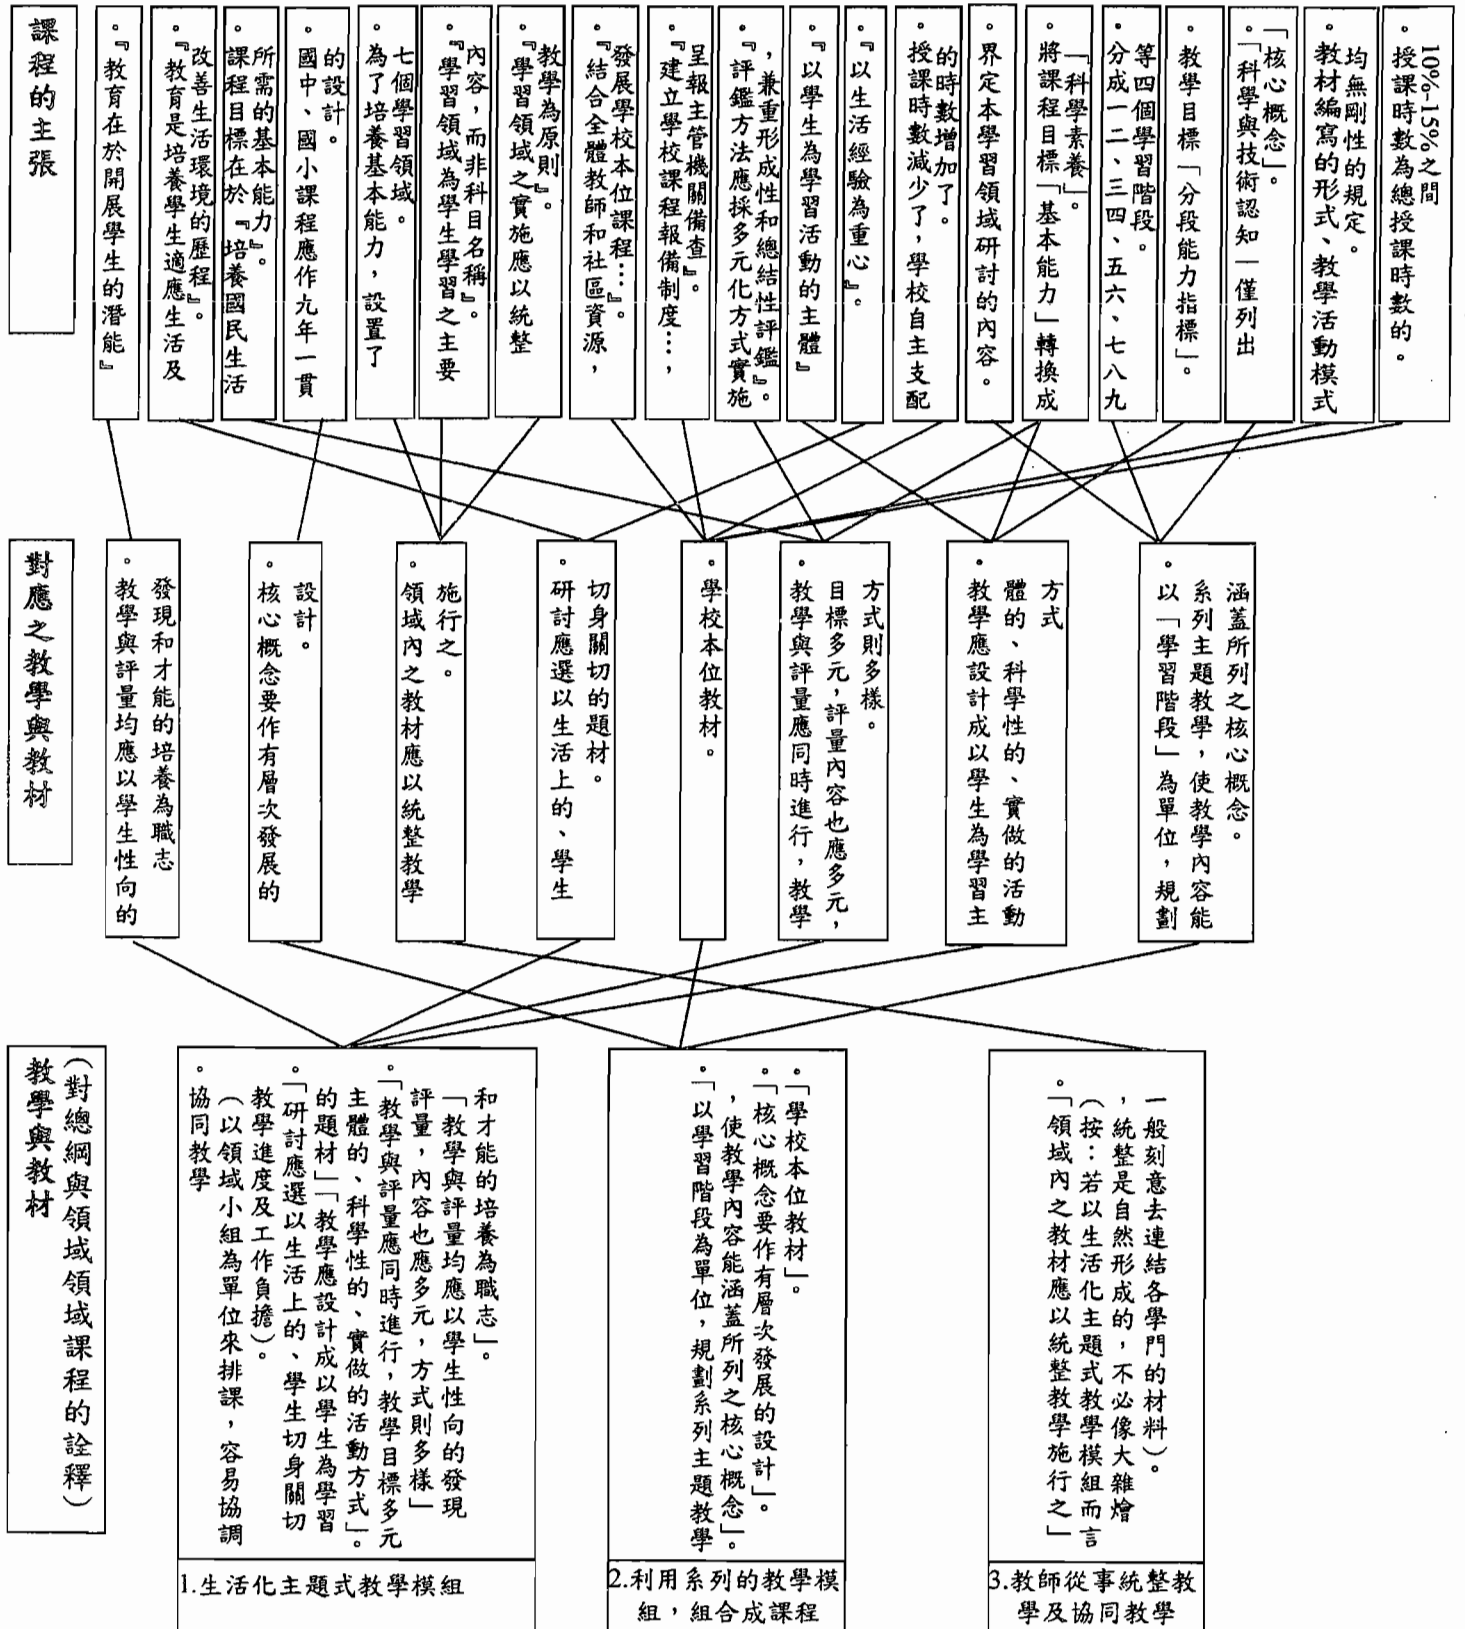 課程的主張
。『教育在於開展學生的潛能』
。『教育是培養學生適應生活及
改善生活環境的歷程』。
。課程目標在於『培養國民生活
所需的基本能力』。
。國中、國小課程應作九年一貫
的設計。
。為了培養基本能力，設置了
七個學習領域。
。『學習領域為學生學習之主要
內容，而非科目名稱』。
。『學習領域之實施應以統整
教學為原則』。
。『結合全體教師和社區資源，
發展學校本位課程…』。
。『建立學校課程報備制度…，
呈報主管機關備查』。
。『評鑑方法應採多元化方式實施
，兼重形成性和總結性評鑑』。
。『以學生為學習活動的主體』
。『以生活經驗為重心』。
。授課時數減少了，學校自主支配
的時數增加了。
。界定本學習領域研討的內容。
。將課程目標「基本能力」轉換成
「科學素養」。
。分成一二、三四、五六、七八九
等四個學習階段。
。教學目標「分段能力指標」。
。「科學與技術認知」僅列出
「核心概念」。
。教材編寫的形式、教學活動模式
均無剛性的規定。
。授課時數為總授課時數的。
10%-15%之間
對應之教學與教材
。教學與評量均應以學生性向的
發現和才能的培養為職志
。核心概念要作有層次發展的
設計。
。領域內之教材應以統整教學
施行之。
。研討應選以生活上的、學生
切身關切的題材。
。學校本位教材。
。教學與評量應同時進行，教學
目標多元，評量內容也應多元，
方式則多樣。
。教學應設計成以學生為學習主
體的、科學性的、實做的活動
方式
。以「學習階段」為單位，規劃
系列主題教學，使教學內容能
涵蓋所列之核心概念。
教學與教材
（對總綱與領域領域課程的詮釋）
。協同教學
（以領域小組為單位來排課，容易協調
教學進度及工作負擔）。
。「研討應選以生活上的、學生切身關切
的題材」「教學應設計成以學生為學習
主體的、科學性的、實做的活動方式」。
。「教學與評量應同時進行，教學目標多元
評量，內容也應多元，方式則多樣」
「教學與評量均應以學生性向的發現
和才能的培養為職志」。
1.生活化主題式教學模組
。「以學習階段為單位，規劃系列主題教學
，使教學內容能涵蓋所列之核心概念」。
。「核心概念要作有層次發展的設計」。
。「學校本位教材」。
2.利用系列的教學模
組，組合成課程
。「領域內之教材應以統整教學施行之」
（按：若以生活化主題式教學模組而言
，統整是自然形成的，不必像大雜燴
一般刻意去連結各學門的材料）。
3.教師從事統整教
學及協同教學